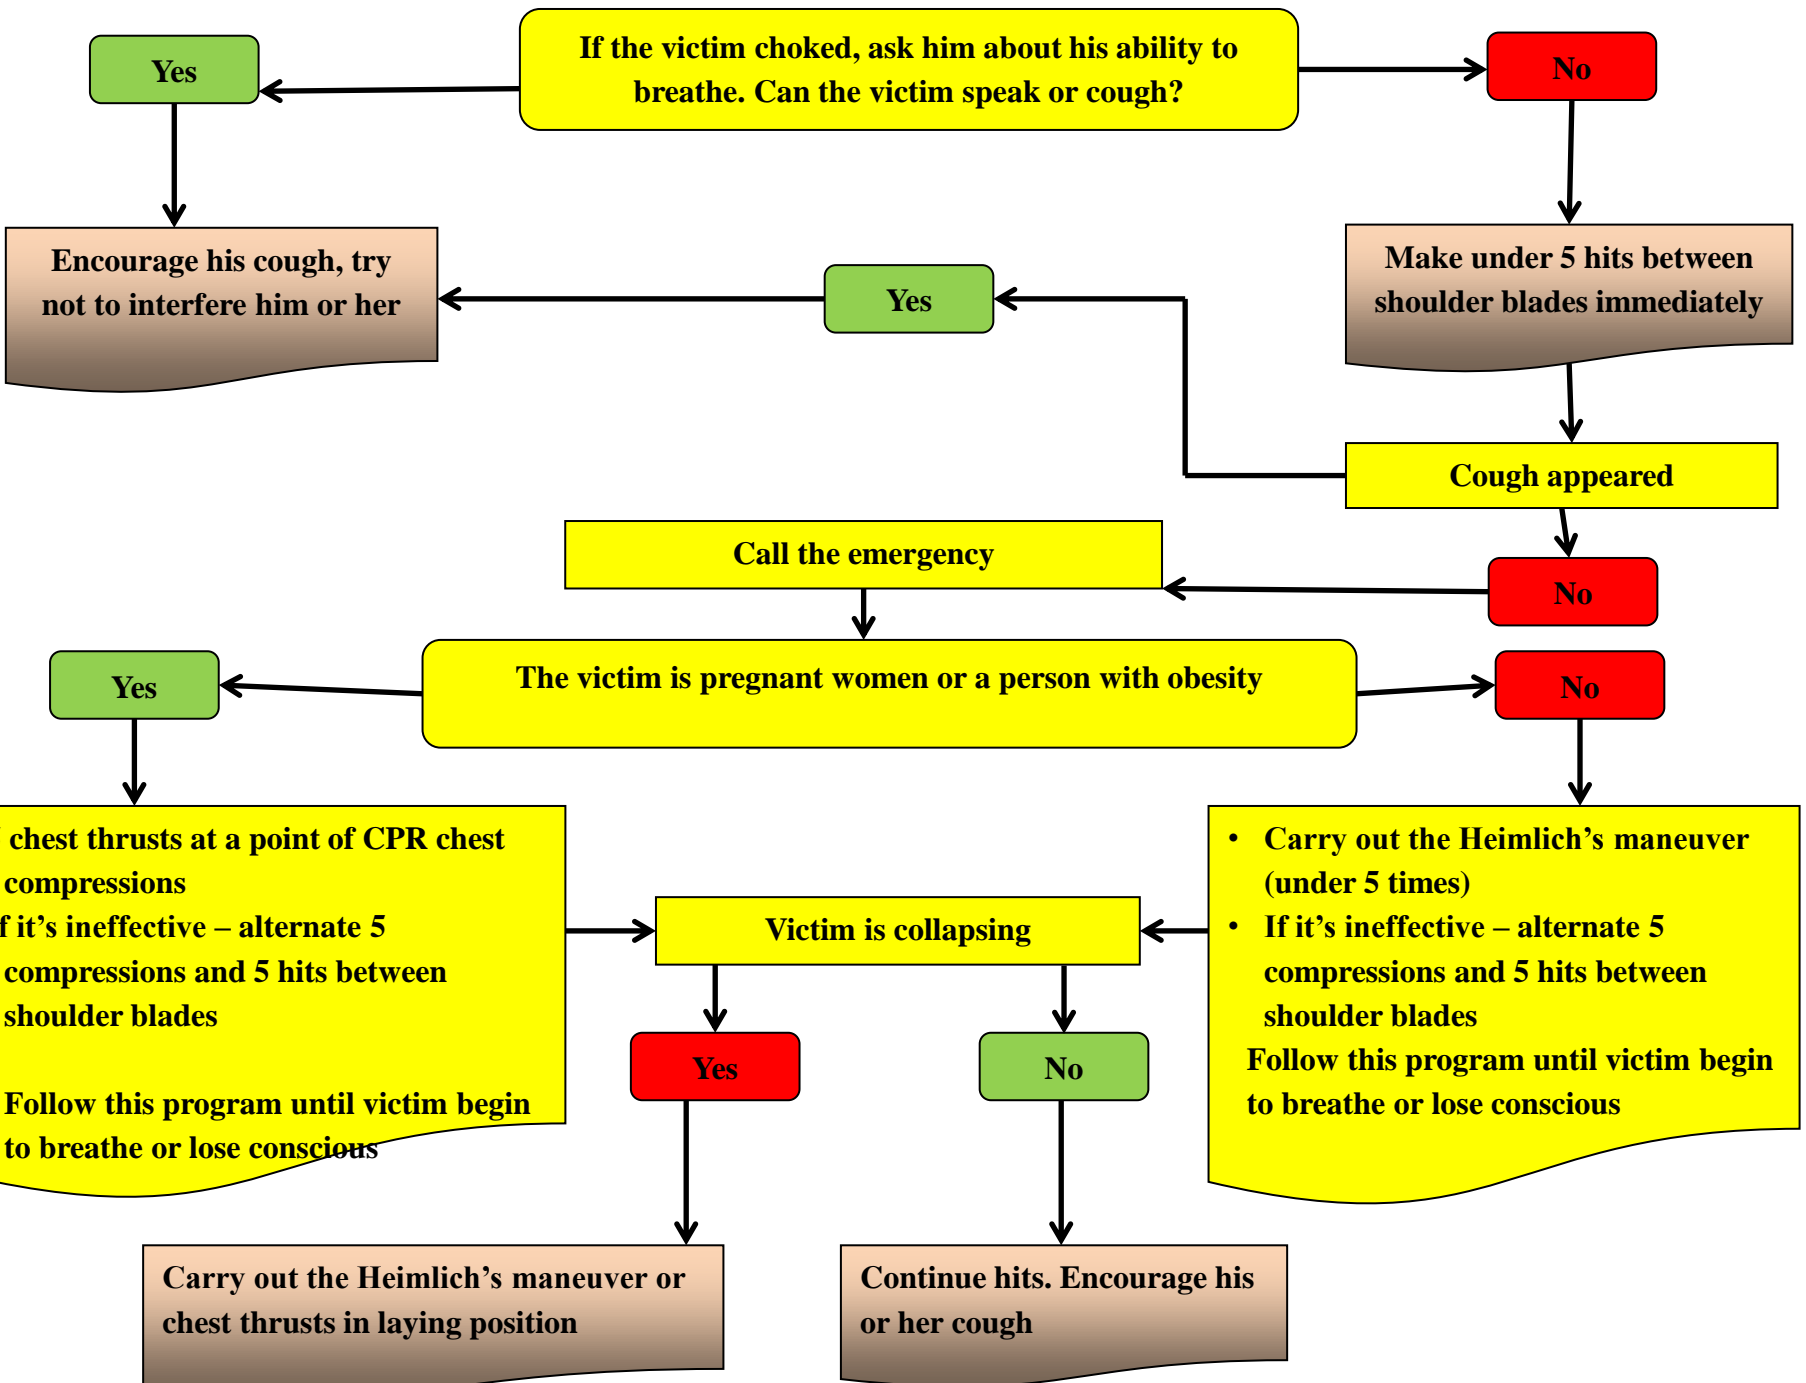 If the victim choked, ask him about his ability to
breathe. Can the victim speak or cough?
Yes
No
Encourage his cough, try
not to interfere him or her
Yes
Make under 5 hits between
shoulder blades immediately
Cough appeared
Call the emergency
No
Yes
The victim is pregnant women or a person with obesity
No
chest thrusts at a point of CPR chest
compressions
it’s ineffective – alternate 5
compressions and 5 hits between
shoulder blades
Follow this program until victim begin
to breathe or lose conscious
Victim is collapsing
• Carry out the Heimlich’s maneuver
(under 5 times)
• If it’s ineffective – alternate 5
compressions and 5 hits between
shoulder blades
Follow this program until victim begin
to breathe or lose conscious
Yes
No
Carry out the Heimlich’s maneuver or
chest thrusts in laying position
Continue hits. Encourage his
or her cough